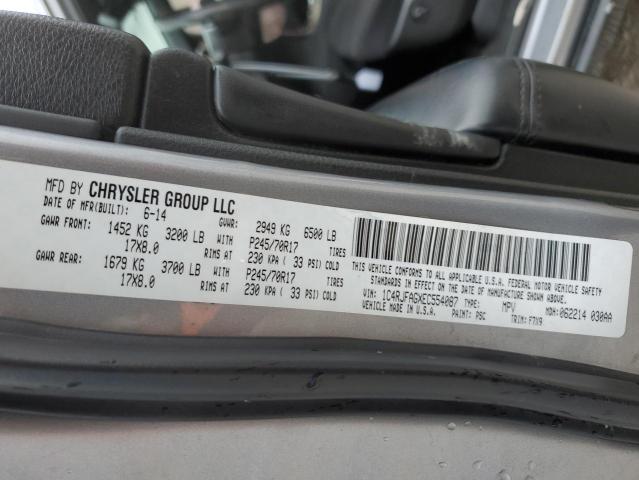 MFD BY CHRYSLER GROUP LLC
DATE OF MFR(BUILT): 6-14 GVWR: 2949 KG 6500 LB
GAWR FRONT: 1452 KG 3200 LB WITH P245/70R17 TIRES
17X8.0 RIMS AT 230 KPA ( 33 PSI) COLD
GAWR REAR: 1679 KG 3700 LB WITH P245/70R17 TIRES
17X8.0 RIMS AT 230 KPA ( 33 PSI) COLD
THIS VEHICLE CONFORMS TO ALL APPLICABLE U.S.A. FEDERAL MOTOR VEHICLE SAFETY
STANDARDS IN EFFECT ON THE DATE OF MANUFACTURE SHOWN ABOVE.
VIN: 1C4RJFAGXEC554087 TYPE: MPV MDH: 062214 030AA
VEHICLE MADE IN U.S.A. PAINT: PSC TRIM: F7X9